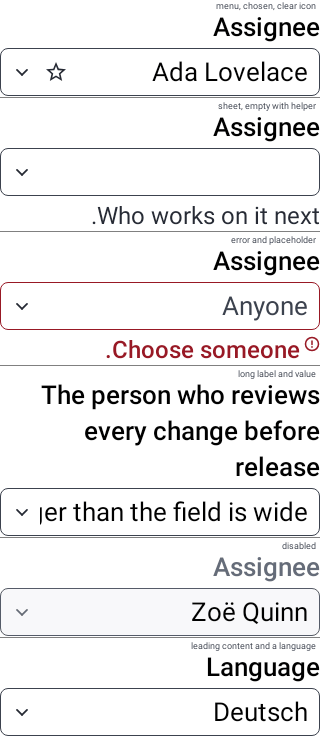 menu, chosen, clear icon
Assignee
Ada Lovelace
sheet, empty with helper
Assignee
.Who works on it next
error and placeholder
Assignee
Anyone
.Choose someone
long label and value
The person who reviews
every change before
release
than the field is wide
disabled
Assignee
Zoë Quinn
leading content and a language
Language
Deutsch